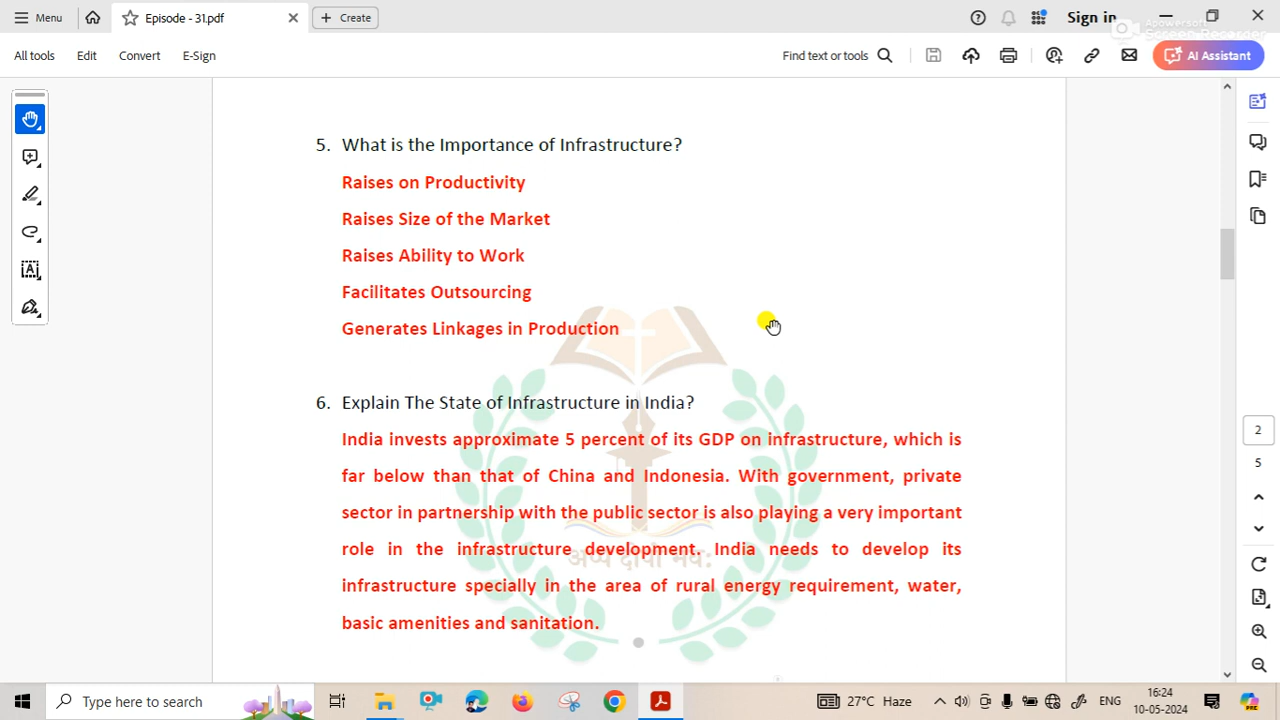 Menu
Episode - 31.pdf
Create
Sign in
Apowersoft
Screen Recorder
All tools
Edit
Convert
E-Sign
Find text or tools
AI Assistant
5. What is the Importance of Infrastructure?
Raises on Productivity
Raises Size of the Market
Raises Ability to Work
Facilitates Outsourcing
Generates Linkages in Production
6. Explain The State of Infrastructure in India?
India invests approximate 5 percent of its GDP on infrastructure, which is
far below than that of China and Indonesia. With government, private
sector in partnership with the public sector is also playing a very important
role in the infrastructure development. India needs to develop its
infrastructure specially in the area of rural energy requirement, water,
basic amenities and sanitation.
2
5
Type here to search
27°C Haze
ENG
16:24
10-05-2024